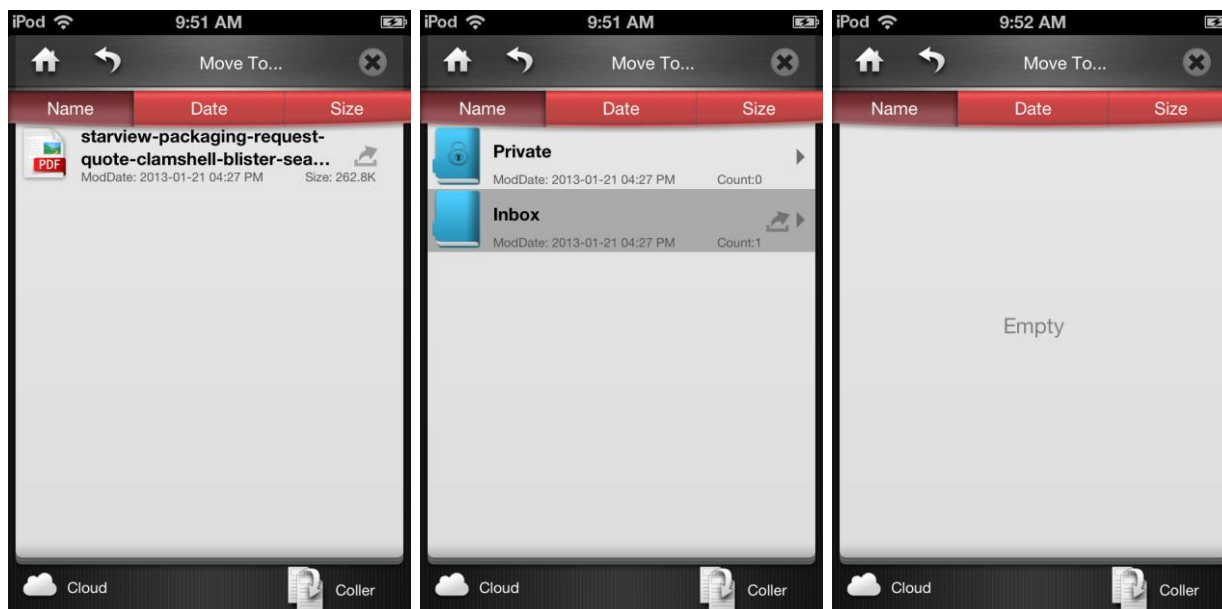 iPod 9:51 AM
Move To...
Name Date Size
starview-packaging-request-
quote-clamshell-blister-sea...
PDF
ModDate: 2013-01-21 04:27 PM Size: 262.8K
Cloud Coller
iPod 9:51 AM
Move To...
Name Date Size
Private
ModDate: 2013-01-21 04:27 PM Count:0
Inbox
ModDate: 2013-01-21 04:27 PM Count:1
Cloud Coller
iPod 9:52 AM
Move To...
Name Date Size
Empty
Cloud Coller